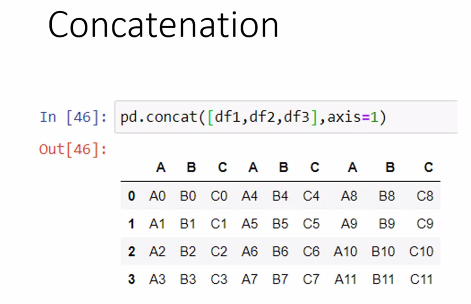 Concatenation
In [46]: pd.concat([df1,df2,df3],axis=1)
Out[46]:
A B C A B C A B C
0 A0 B0 C0 A4 B4 C4 A8 B8 C8
1 A1 B1 C1 A5 B5 C5 A9 B9 C9
2 A2 B2 C2 A6 B6 C6 A10 B10 C10
3 A3 B3 C3 A7 B7 C7 A11 B11 C11